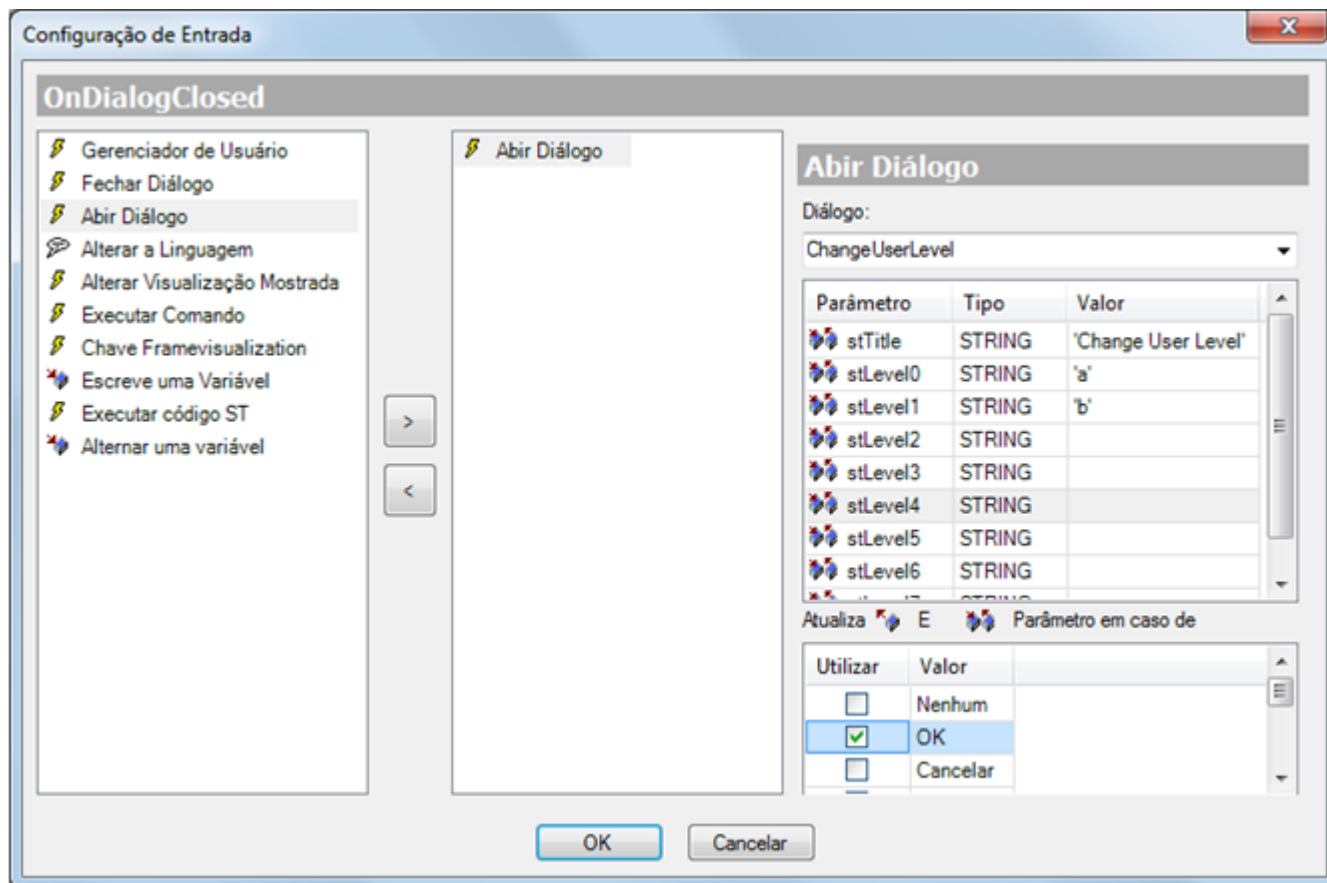 Configuração de Entrada
OnDialogClosed
Gerenciador de Usuário
Fechar Diálogo
Abir Diálogo
Alterar a Linguagem
Alterar Visualização Mostrada
Executar Comando
Chave Framevisualization
Escreve uma Variável
Executar código ST
Alternar uma variável
>
<
Abir Diálogo
Abir Diálogo
Diálogo:
ChangeUserLevel
Parâmetro Tipo Valor
stTitle STRING 'Change User Level'
stLevel0 STRING 'a'
stLevel1 STRING 'b'
stLevel2 STRING
stLevel3 STRING
stLevel4 STRING
stLevel5 STRING
stLevel6 STRING
Atualiza E Parâmetro em caso de
Utilizar Valor
Nenhum
OK
Cancelar
OK Cancelar